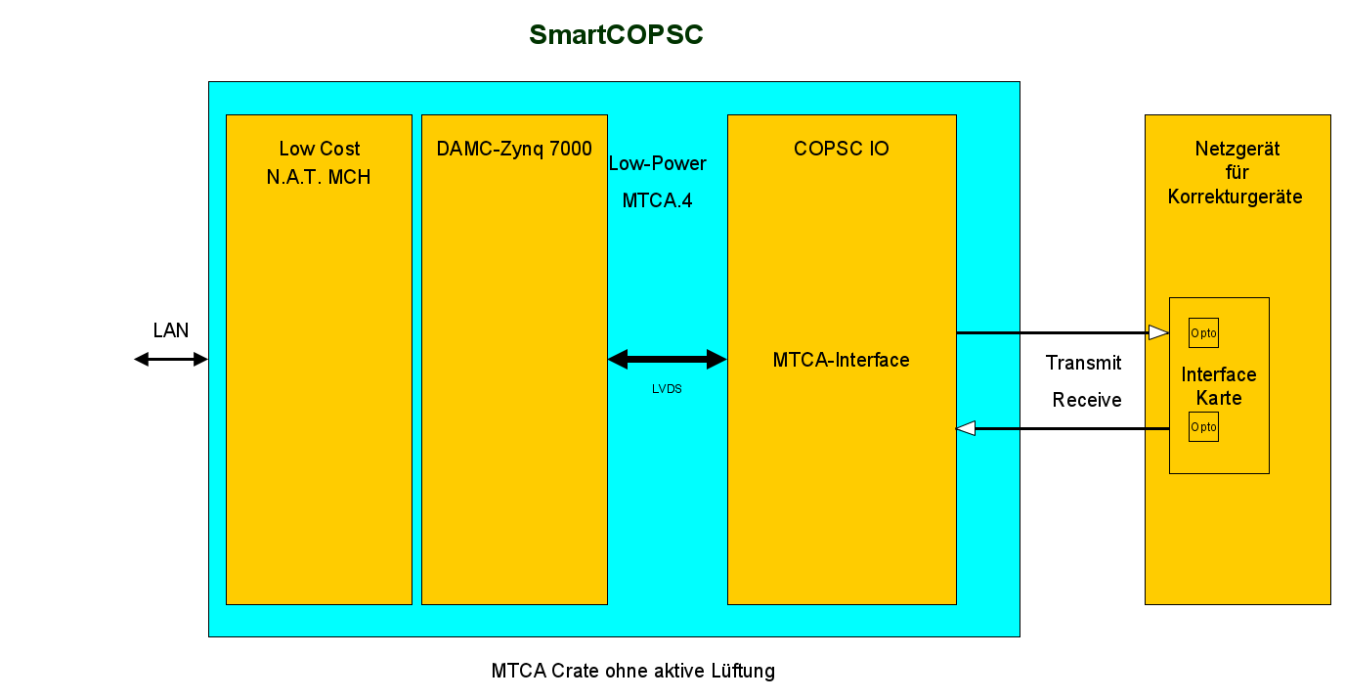 SmartCOPSC
Low Cost
N.A.T. MCH
DAMC-Zynq 7000
Low-Power
MTCA.4
COPSC IO
Netzgerät
für
Korrekturgeräte
LAN
LVDS
MTCA-Interface
Transmit
Receive
Opto
Interface
Karte
Opto
MTCA Crate ohne aktive Lüftung